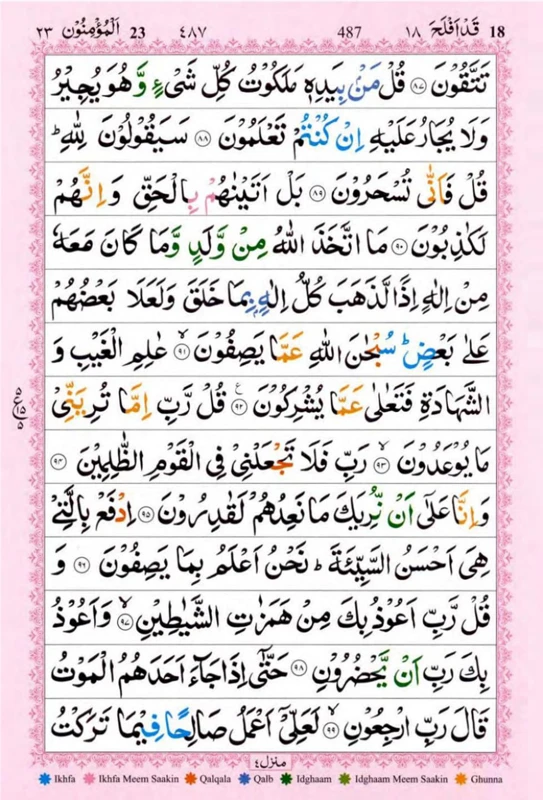 ٢٣ اَلْمُؤْمِنُوْن 23 ٤٨٧ 487 قَدْاَفْلَحَ ١٨ 18
تَتَّقُوْنَ ۝٨٧ قُلْ مَنْۢ بِيَدِهٖ مَلَكُوْتُ كُلِّ شَىْءٍ وَّ هُوَ يُجِيْرُ
وَلَا يُجَارُ عَلَيْهِ اِنْ كُنْتُمْ تَعْلَمُوْنَ ۝٨٨ سَيَقُوْلُوْنَ لِلّٰهِ ؕ
قُلْ فَاَنّٰى تُسْحَرُوْنَ ۝٨٩ بَلْ اَتَيْنٰهُمْ بِالْحَقِّ وَاِنَّهُمْ
لَكٰذِبُوْنَ ۝٩٠ مَا اتَّخَذَ اللّٰهُ مِنْ وَّلَدٍ وَّمَا كَانَ مَعَهٗ
مِنْ اِلٰهٍ اِذًا لَّذَهَبَ كُلُّ اِلٰهٍۢ بِمَا خَلَقَ وَلَعَلَا بَعْضُهُمْ
عَلٰى بَعْضٍ ؕ سُبْحٰنَ اللّٰهِ عَمَّا يَصِفُوْنَ ۙ۝٩١ عٰلِمِ الْغَيْبِ وَ
الشَّهَادَةِ فَتَعٰلٰى عَمَّا يُشْرِكُوْنَ ۝٩٢ ع قُلْ رَّبِّ اِمَّا تُرِيَنِّىْ
مَا يُوْعَدُوْنَ ۙ۝٩٣ رَبِّ فَلَا تَجْعَلْنِىْ فِى الْقَوْمِ الظّٰلِمِيْنَ ۝٩٤
وَاِنَّا عَلٰٓى اَنْ نُّرِيَكَ مَا نَعِدُهُمْ لَقٰدِرُوْنَ ۝٩٥ اِدْفَعْ بِالَّتِىْ
هِىَ اَحْسَنُ السَّيِّئَةَ ؕ نَحْنُ اَعْلَمُ بِمَا يَصِفُوْنَ ۝٩٦ وَ
قُلْ رَّبِّ اَعُوْذُ بِكَ مِنْ هَمَزٰتِ الشَّيٰطِيْنِ ۙ۝٩٧ وَاَعُوْذُ
بِكَ رَبِّ اَنْ يَّحْضُرُوْنِ ۝٩٨ حَتّٰٓى اِذَا جَآءَ اَحَدَهُمُ الْمَوْتُ
قَالَ رَبِّ ارْجِعُوْنِ ۙ۝٩٩ لَعَلِّىْٓ اَعْمَلُ صَالِحًا فِيْمَا تَرَكْتُ
منزل ٤
Ikhfa Ikhfa Meem Saakin Qalqala Qalb Idghaam Idghaam Meem Saakin Ghunna